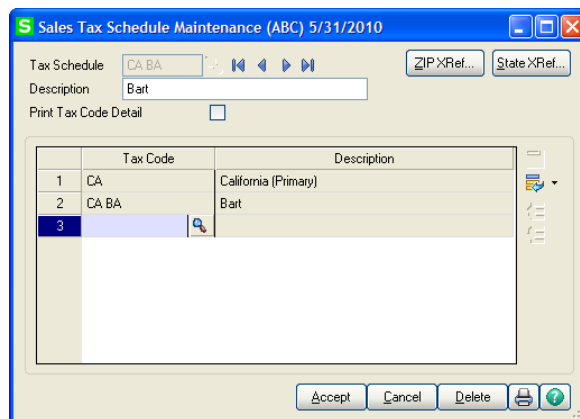 S Sales Tax Schedule Maintenance (ABC) 5/31/2010
Tax Schedule CA BA ZIP XRef... State XRef...
Description Bart
Print Tax Code Detail
Tax Code Description
1 CA California (Primary)
2 CA BA Bart
3
Accept Cancel Delete ?